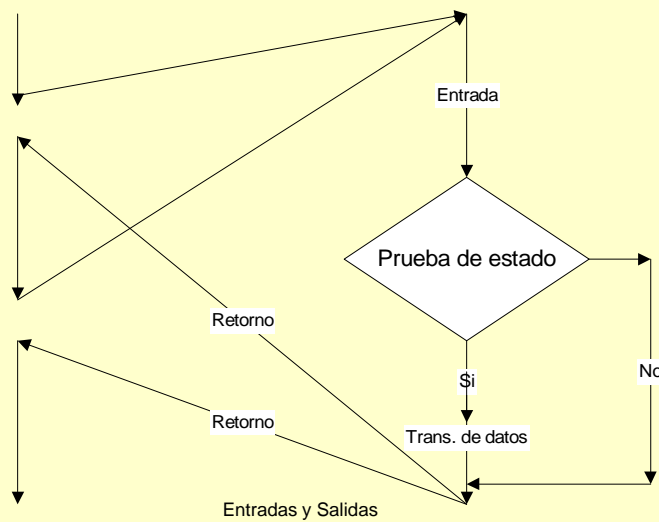 Entrada
Prueba de estado
Retorno
Si
No
Retorno
Trans. de datos
Entradas y Salidas